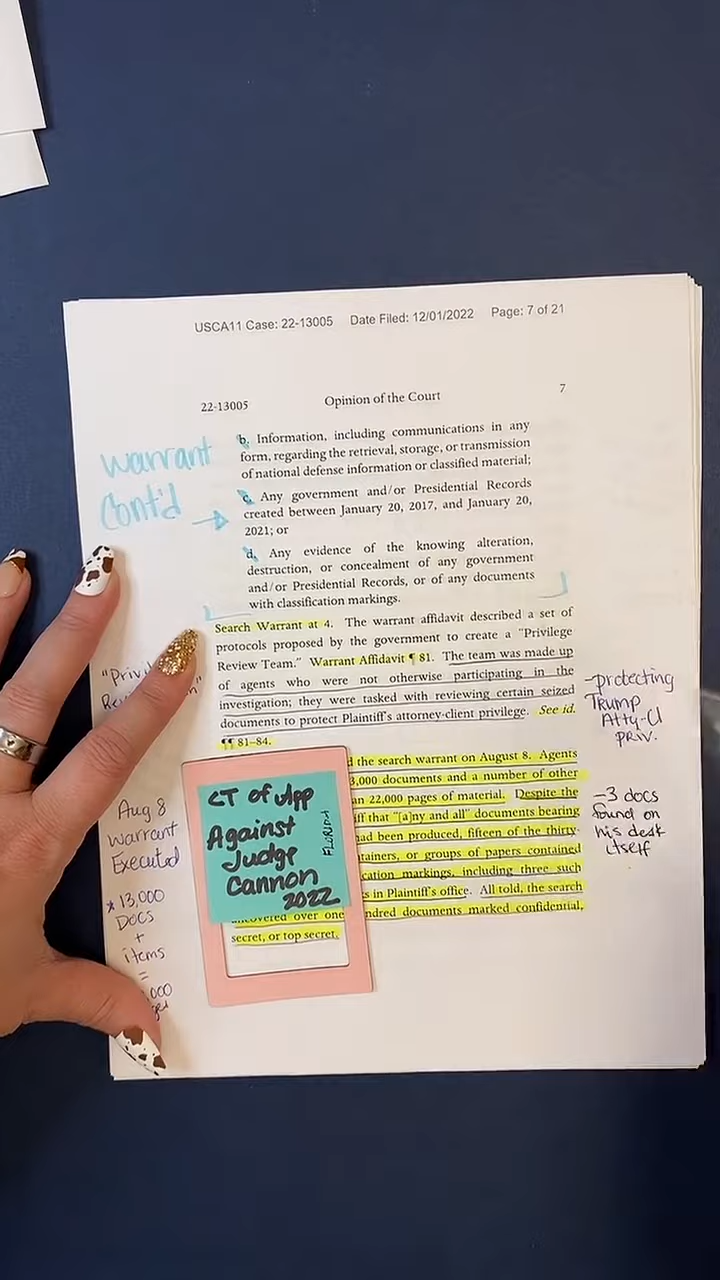 USCA11 Case: 22-13005 Date Filed: 12/01/2022 Page: 7 of 21
22-13005 Opinion of the Court 7
b. Information, including communications in any
form, regarding the retrieval, storage, or transmission
of national defense information or classified material;
warrant
Cont'd
c. Any government and/or Presidential Records
created between January 20, 2017, and January 20,
2021; or
d. Any evidence of the knowing alteration,
destruction, or concealment of any government
and/or Presidential Records, or of any documents
with classification markings.
Search Warrant at 4. The warrant affidavit described a set of
protocols proposed by the government to create a "Privilege
Review Team." Warrant Affidavit ¶ 81. The team was made up
of agents who were not otherwise participating in the
investigation; they were tasked with reviewing certain seized
documents to protect Plaintiff's attorney-client privilege. See id.
¶¶ 81–84.
-protecting
Trump
Atty-Cl
priv.
d the search warrant on August 8. Agents
3,000 documents and a number of other
an 22,000 pages of material. Despite the
ff that "[a]ny and all" documents bearing
had been produced, fifteen of the thirty-
tainers, or groups of papers contained
cation markings, including three such
s in Plaintiff's office. All told, the search
uncovered over one ndred documents marked confidential,
secret, or top secret.
-3 docs
found on
his desk
itself
Aug 8
warrant
Executed
* 13,000
DOCS
+
items
=
,000
CT of App
Against
Judge
Cannon
2022
FLORIDA